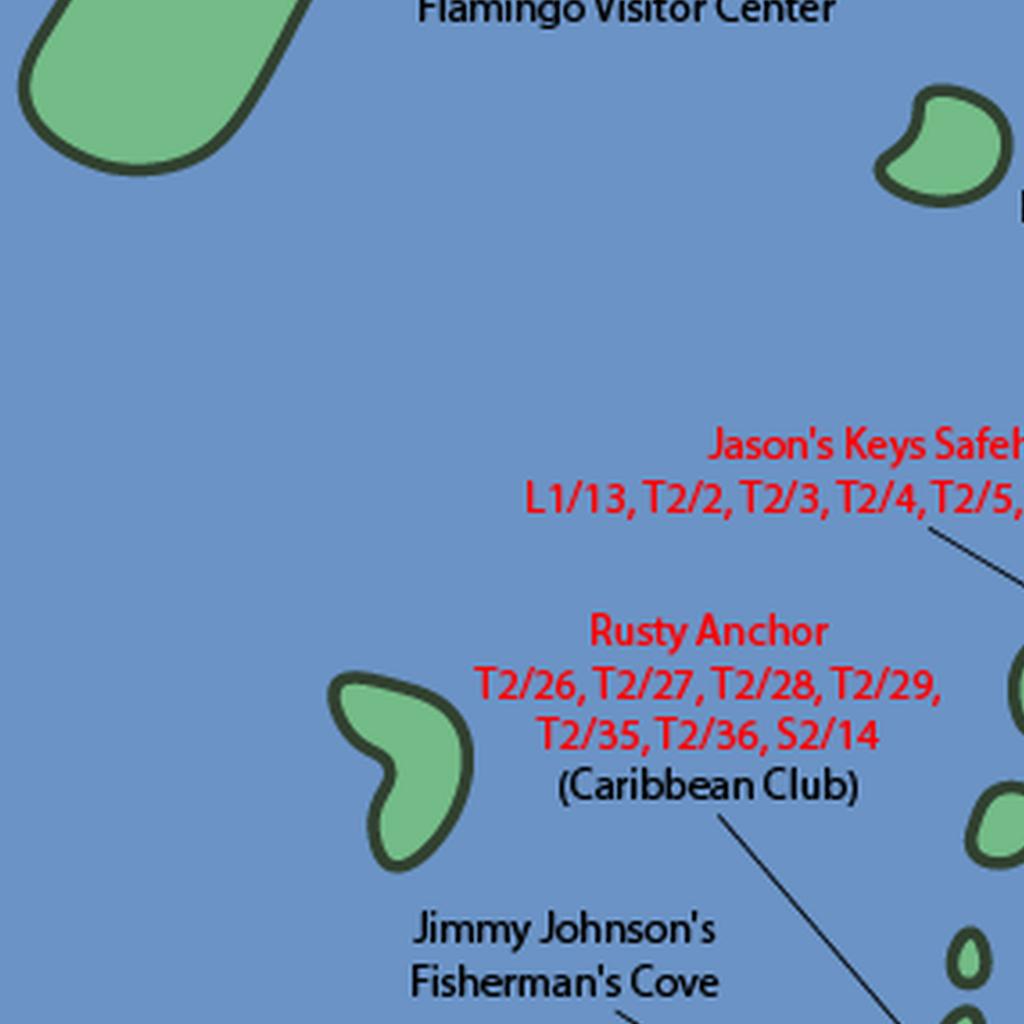 Flamingo Visitor Center
Jason's Keys
L1/13, T2/2, T2/3, T2/4, T2/5,
Rusty Anchor
T2/26, T2/27, T2/28, T2/29,
T2/35, T2/36, S2/14
(Caribbean Club)
Jimmy Johnson's
Fisherman's Cove